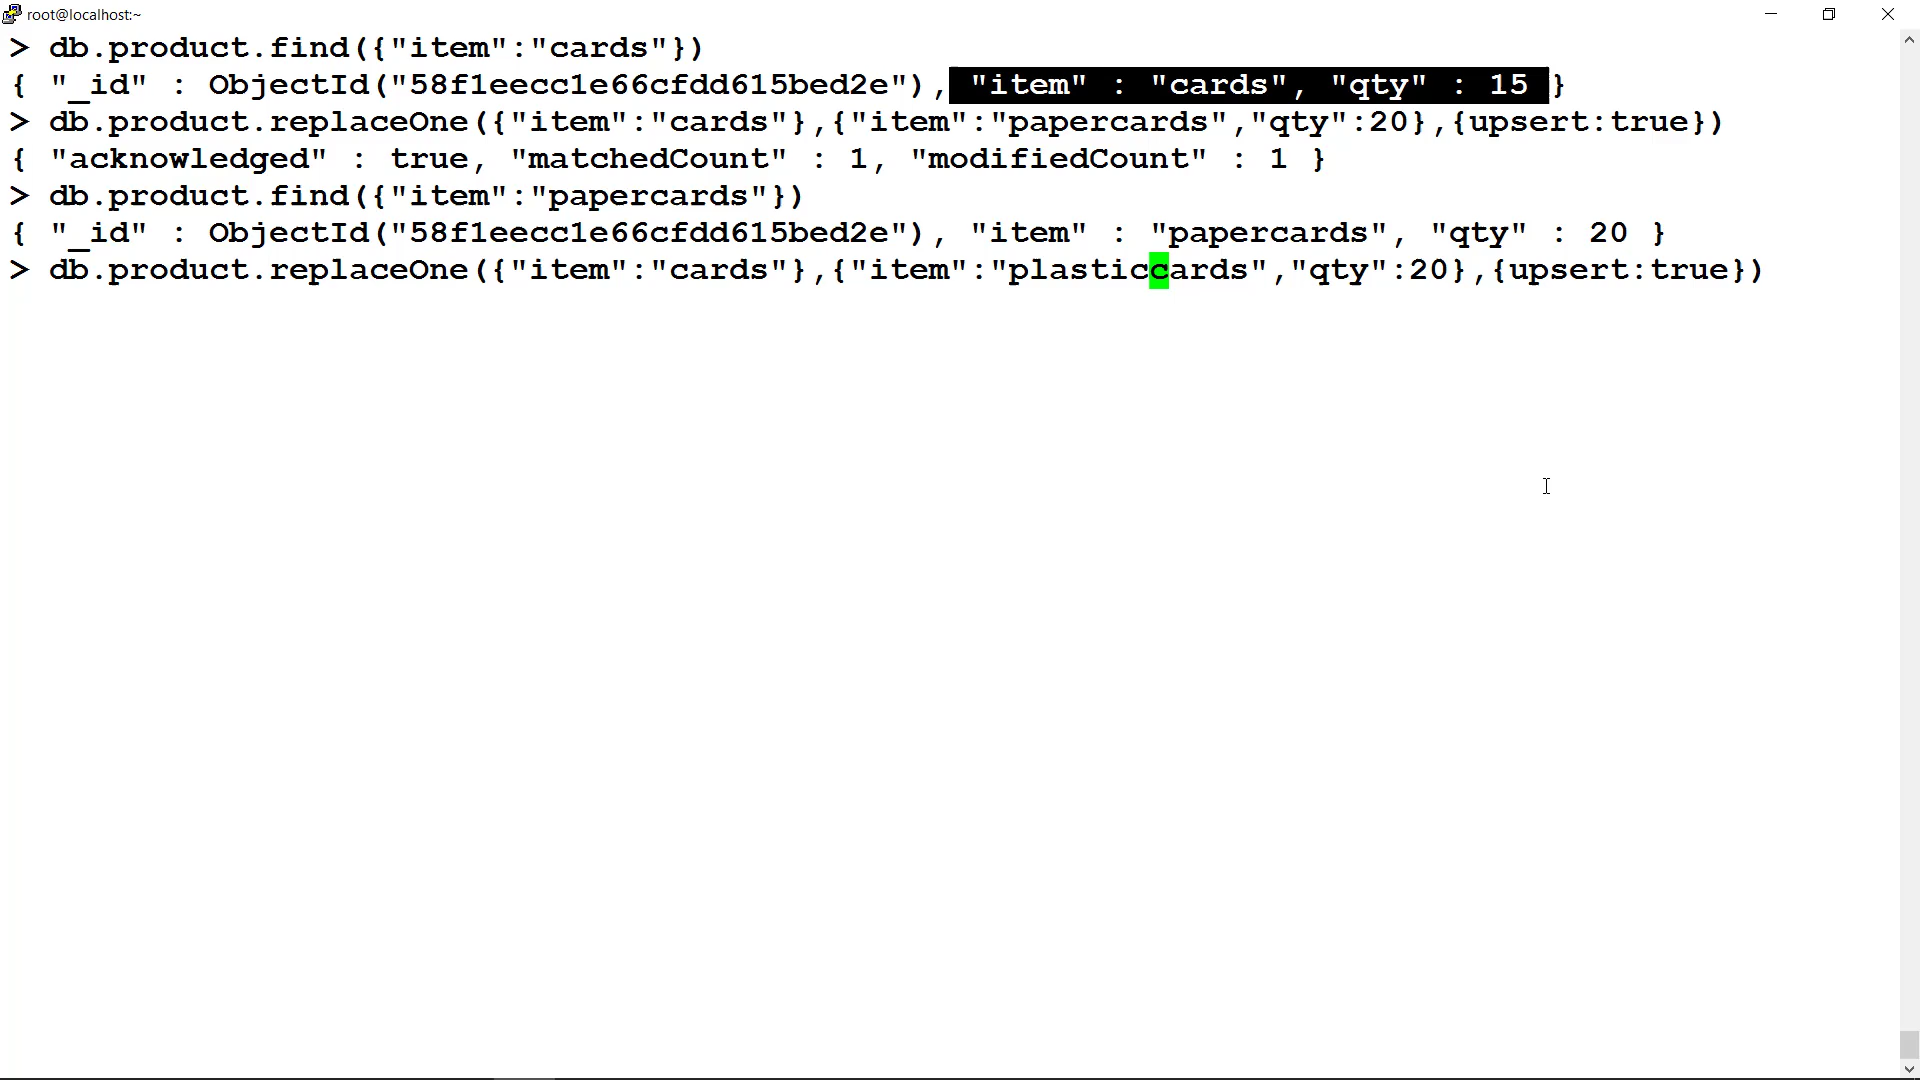 root@localhost:~
> db.product.find({"item":"cards"})
{ "_id" : ObjectId("58f1eecc1e66cfdd615bed2e"), "item" : "cards", "qty" : 15 }
> db.product.replaceOne({"item":"cards"},{"item":"papercards","qty":20},{upsert:true})
{ "acknowledged" : true, "matchedCount" : 1, "modifiedCount" : 1 }
> db.product.find({"item":"papercards"})
{ "_id" : ObjectId("58f1eecc1e66cfdd615bed2e"), "item" : "papercards", "qty" : 20 }
> db.product.replaceOne({"item":"cards"},{"item":"plasticcards","qty":20},{upsert:true})